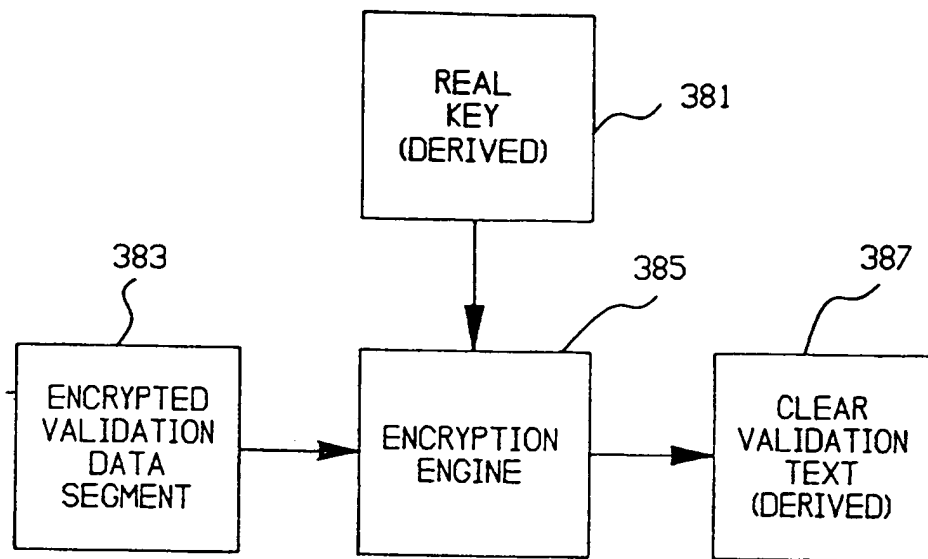 REAL
KEY
(DERIVED)
381
383
385
387
ENCRYPTED
VALIDATION
DATA
SEGMENT
ENCRYPTION
ENGINE
CLEAR
VALIDATION
TEXT
(DERIVED)